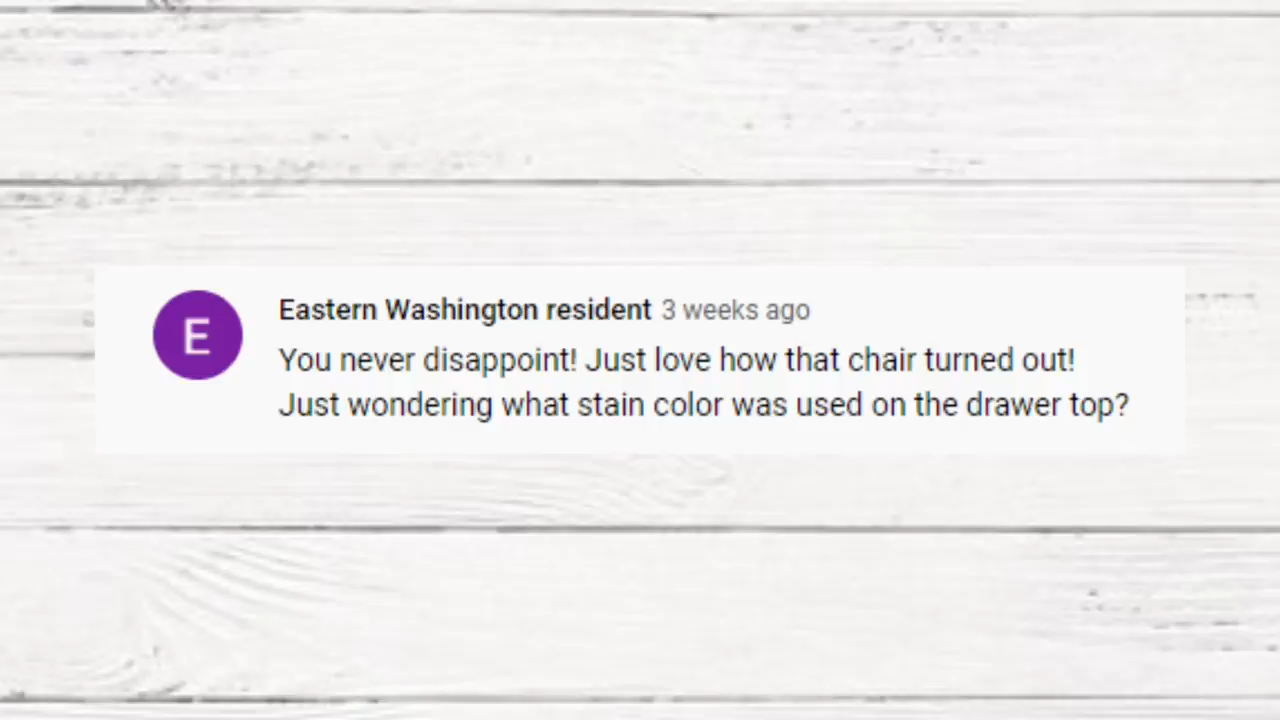 E
Eastern Washington resident 3 weeks ago
You never disappoint! Just love how that chair turned out!
Just wondering what stain color was used on the drawer top?